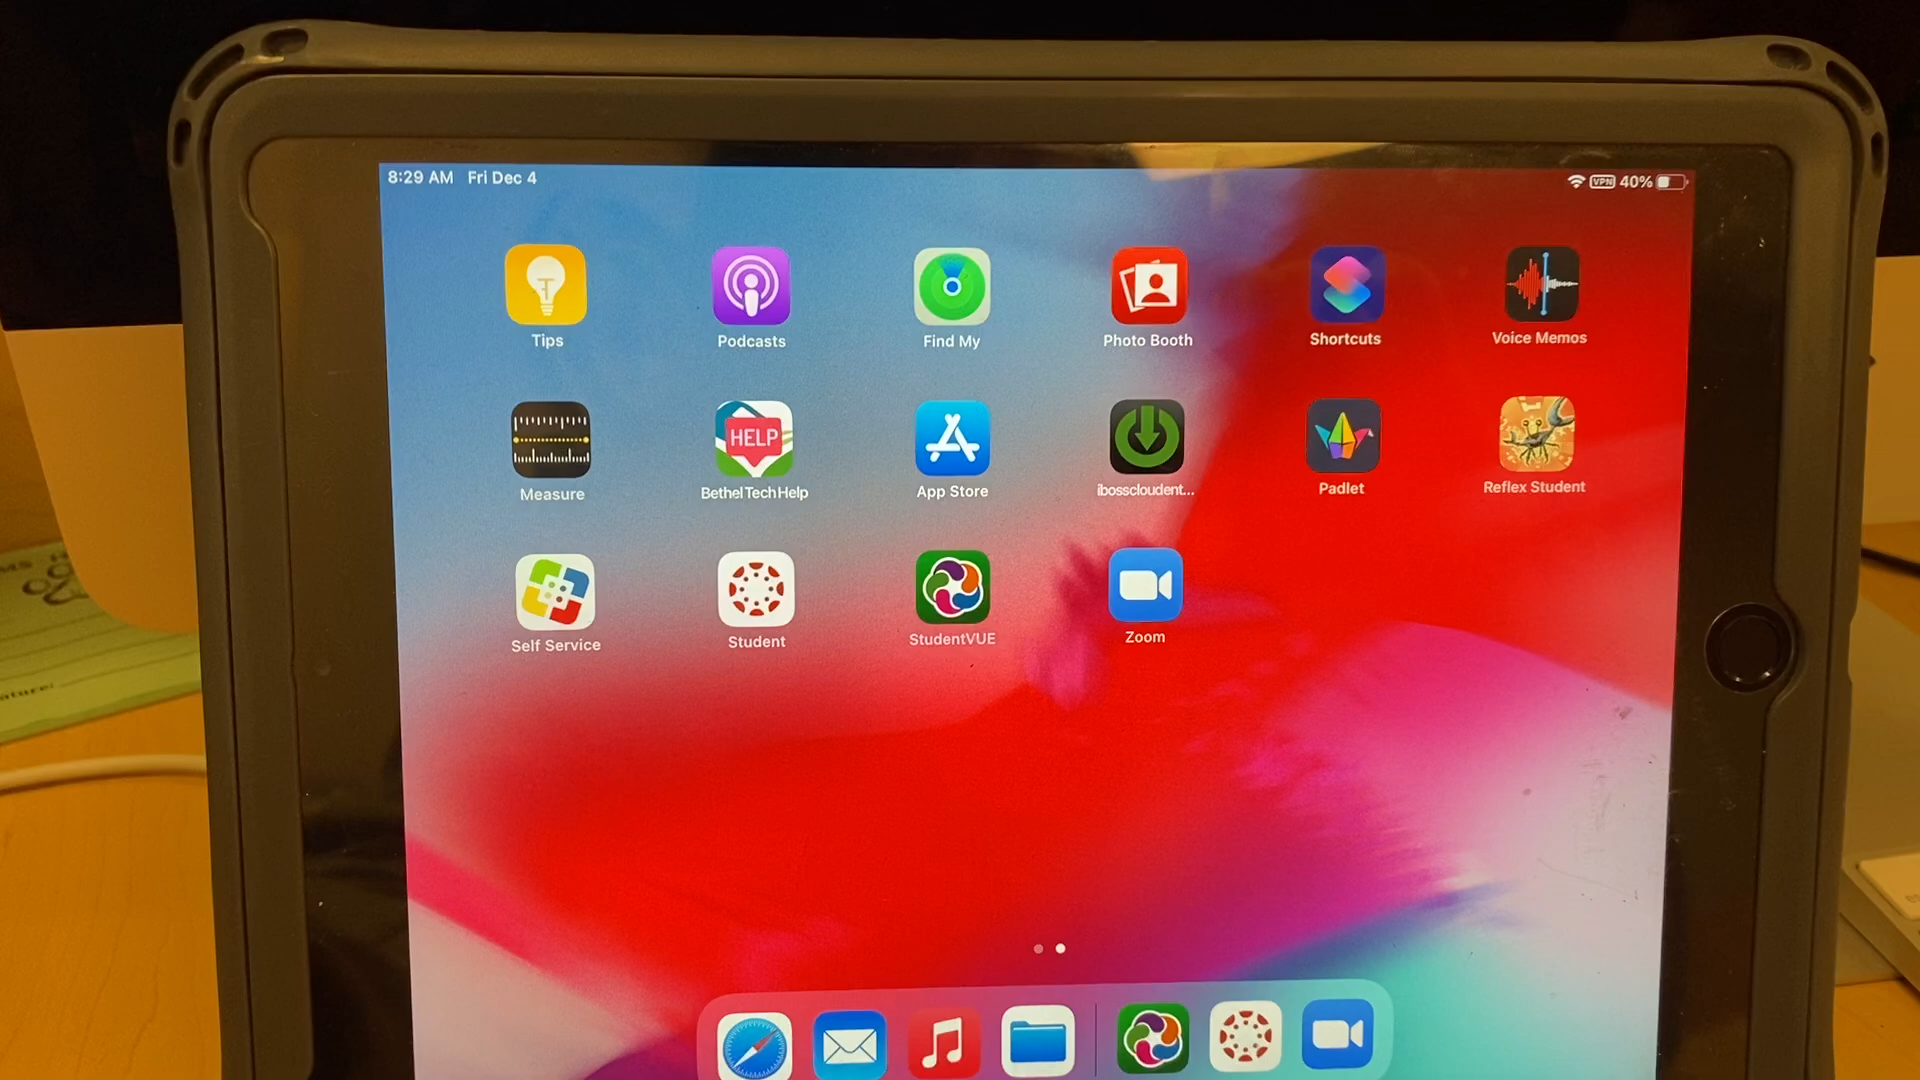 8:29 AM Fri Dec 4
VPN 40%
Tips Podcasts Find My Photo Booth Shortcuts Voice Memos
HELP
Measure Bethel Tech Help App Store ibosscloudent... Padlet Reflex Student
Self Service Student StudentVUE Zoom